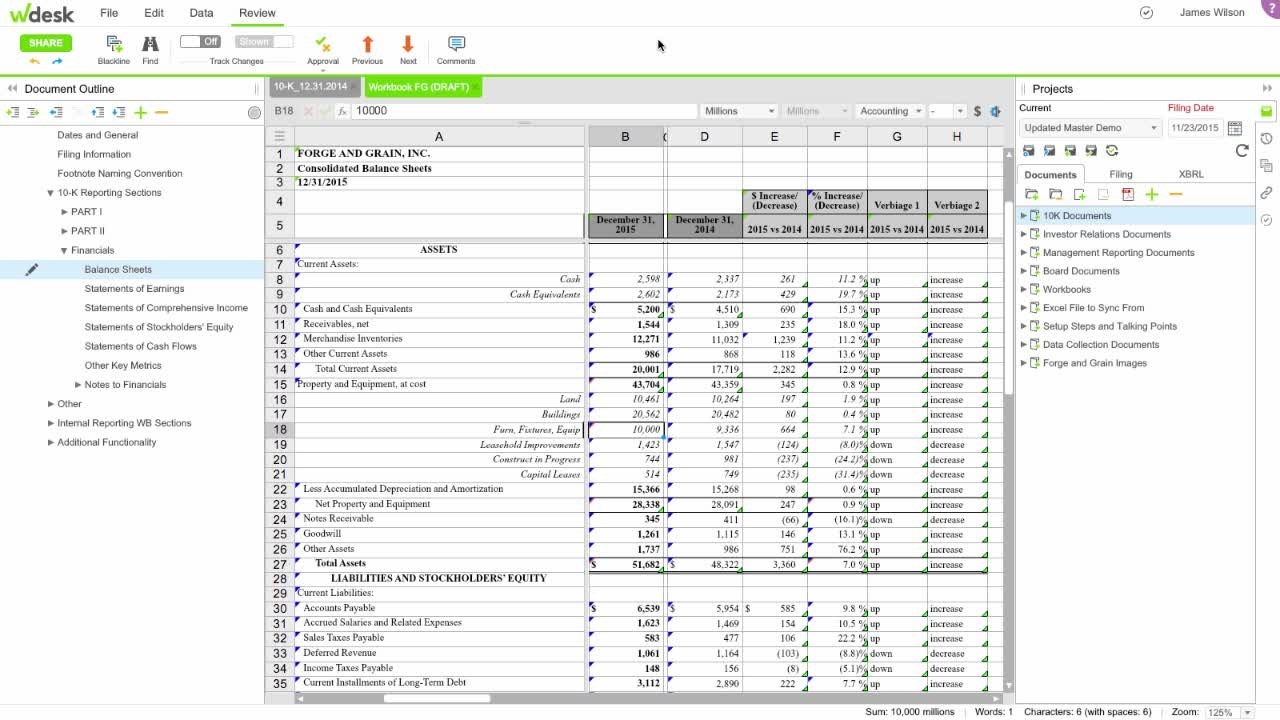 wdesk File Edit Data Review James Wilson ?
SHARE Off Shown
Blackline Find Track Changes Approval Previous Next Comments
Document Outline
10-K_12.31.2014 Workbook FG (DRAFT)
Projects
B18 fx 10000 Millions Millions Accounting - $
Current Filing Date
Updated Master Demo 11/23/2015
Documents Filing XBRL
10K Documents
Investor Relations Documents
Management Reporting Documents
Board Documents
Workbooks
Excel File to Sync From
Setup Steps and Talking Points
Data Collection Documents
Forge and Grain Images
Dates and General
Filing Information
Footnote Naming Convention
10-K Reporting Sections
PART I
PART II
Financials
Balance Sheets
Statements of Earnings
Statements of Comprehensive Income
Statements of Stockholders' Equity
Statements of Cash Flows
Other Key Metrics
Notes to Financials
Other
Internal Reporting WB Sections
Additional Functionality
A B C D E F G H
1 FORGE AND GRAIN, INC.
2 Consolidated Balance Sheets
3 12/31/2015
4 $ Increase/ (Decrease) % Increase/ (Decrease) Verbiage 1 Verbiage 2
5 December 31, 2015 December 31, 2014 2015 vs 2014 2015 vs 2014 2015 vs 2014 2015 vs 2014
6 ASSETS
7 Current Assets:
8 Cash 2,598 2,337 261 11.2 % up increase
9 Cash Equivalents 2,602 2,173 429 19.7 % up increase
10 Cash and Cash Equivalents $ 5,200 $ 4,510 690 15.3 % up increase
11 Receivables, net 1,544 1,309 235 18.0 % up increase
12 Merchandise Inventories 12,271 11,032 1,239 11.2 % up increase
13 Other Current Assets 986 868 118 13.6 % up increase
14 Total Current Assets 20,001 17,719 2,282 12.9 % up increase
15 Property and Equipment, at cost 43,704 43,359 345 0.8 % up increase
16 Land 10,461 10,264 197 1.9 % up increase
17 Buildings 20,562 20,482 80 0.4 % up increase
18 Furn, Fixtures, Equip 10,000 9,336 664 7.1 % up increase
19 Leasehold Improvements 1,423 1,547 (124) (8.0)% down decrease
20 Construct in Progress 744 981 (237) (24.2)% down decrease
21 Capital Leases 514 749 (235) (31.4)% down decrease
22 Less Accumulated Depreciation and Amortization 15,366 15,268 98 0.6 % up increase
23 Net Property and Equipment 28,338 28,091 247 0.9 % up increase
24 Notes Receivable 345 411 (66) (16.1)% down decrease
25 Goodwill 1,261 1,115 146 13.1 % up increase
26 Other Assets 1,737 986 751 76.2 % up increase
27 Total Assets $ 51,682 $ 48,322 3,360 7.0 % up increase
28 LIABILITIES AND STOCKHOLDERS' EQUITY
29 Current Liabilities:
30 Accounts Payable $ 6,539 $ 5,954 $ 585 9.8 % up increase
31 Accrued Salaries and Related Expenses 1,623 1,469 154 10.5 % up increase
32 Sales Taxes Payable 583 477 106 22.2 % up increase
33 Deferred Revenue 1,061 1,164 (103) (8.8)% down decrease
34 Income Taxes Payable 148 156 (8) (5.1)% down decrease
35 Current Installments of Long-Term Debt 3,112 2,890 222 7.7 % up increase
Sum: 10,000 millions Words: 1 Characters: 6 (with spaces: 6) Zoom: 125%